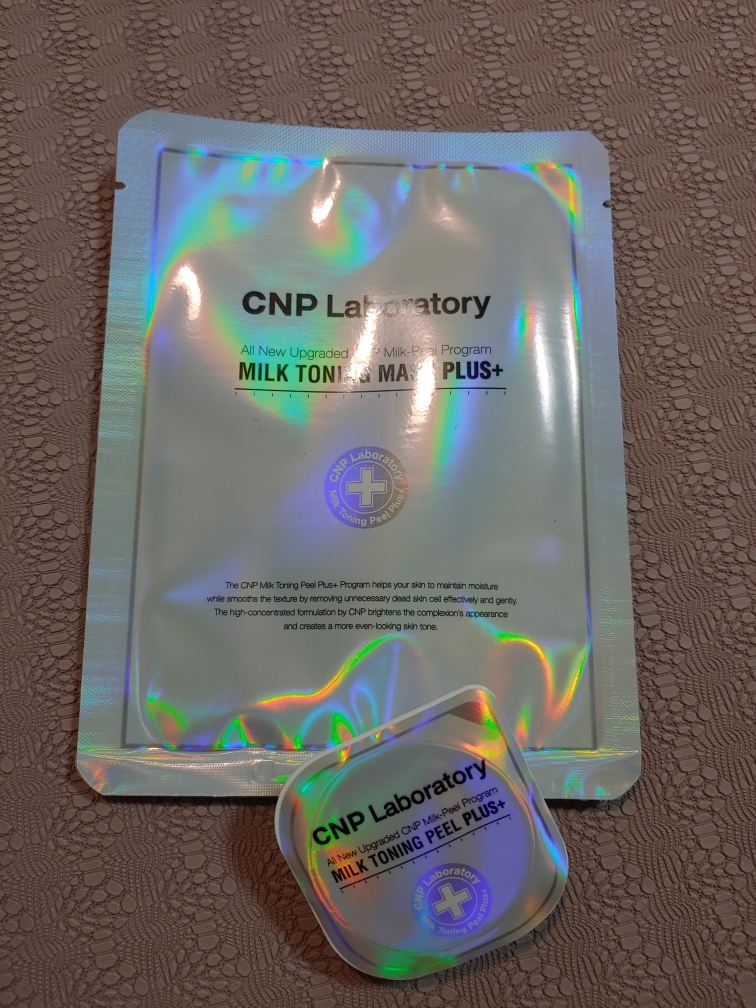 CNP Laboratory
All New Upgraded CNP Milk-Peel Program
MILK TONING MASK PLUS+
CNP Laboratory
Milk Toning Peel Plus+
The CNP Milk Toning Peel Plus+ Program helps your skin to maintain moisture
while smooths the texture by removing unnecessary dead skin cell effectively and gently.
The high-concentrated formulation by CNP brightens the complexion's appearance
and creates a more even-looking skin tone.
CNP Laboratory
All New Upgraded CNP Milk-Peel Program
MILK TONING PEEL PLUS+
CNP Laboratory
Milk Toning Peel Plus+